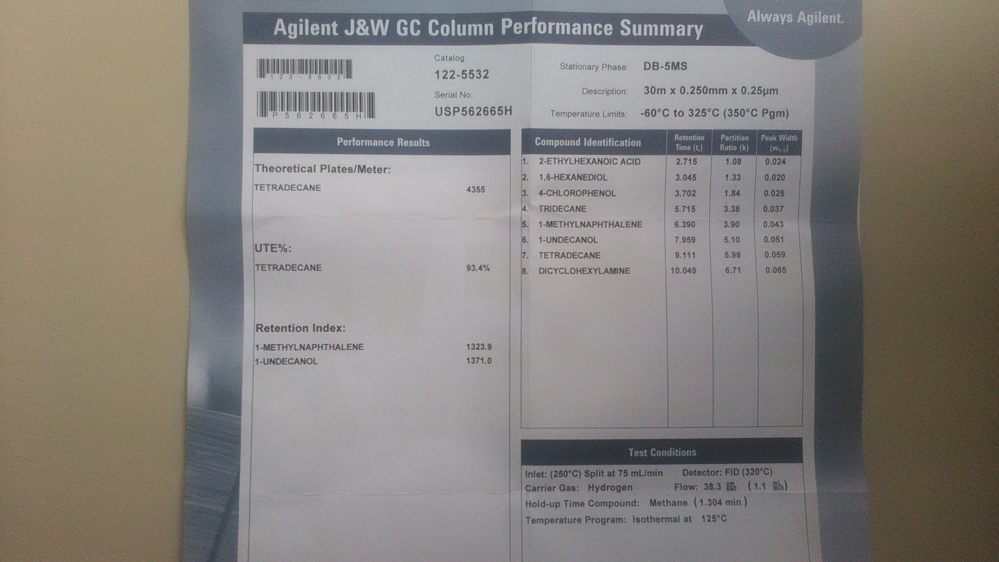 Always Agilent.
Agilent J&W GC Column Performance Summary
122-5532
P562665H
Catalog:
122-5532
Serial No:
USP562665H
Stationary Phase: DB-5MS
Description: 30m x 0.250mm x 0.25µm
Temperature Limits: -60°C to 325°C (350°C Pgm)
Performance Results
Theoretical Plates/Meter:
TETRADECANE 4355
UTE%:
TETRADECANE 93.4%
Retention Index:
1-METHYLNAPHTHALENE 1323.9
1-UNDECANOL 1371.0
Compound Identification Retention Time (tr) Partition Ratio (k) Peak Width (w1/2)
1. 2-ETHYLHEXANOIC ACID 2.715 1.08 0.024
2. 1,6-HEXANEDIOL 3.045 1.33 0.020
3. 4-CHLOROPHENOL 3.702 1.84 0.025
4. TRIDECANE 5.715 3.38 0.037
5. 1-METHYLNAPHTHALENE 6.390 3.90 0.043
6. 1-UNDECANOL 7.959 5.10 0.051
7. TETRADECANE 9.111 5.99 0.059
8. DICYCLOHEXYLAMINE 10.049 6.71 0.065
Test Conditions
Inlet: (250°C) Split at 75 mL/min Detector: FID (320°C)
Carrier Gas: Hydrogen Flow: 38.3 cm/sec (1.1 mL/min)
Hold-up Time Compound: Methane (1.304 min)
Temperature Program: Isothermal at 125°C